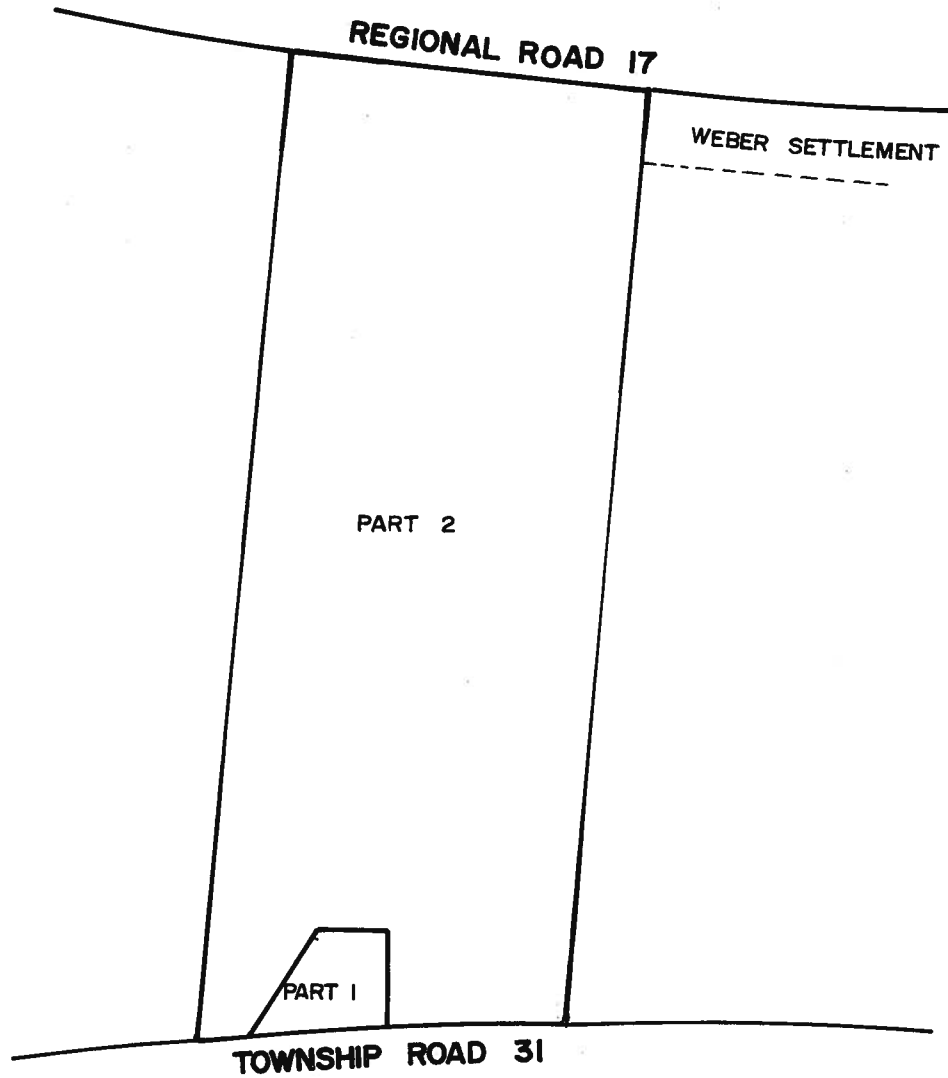 REGIONAL ROAD 17
WEBER SETTLEMENT
PART 2
PART 1
TOWNSHIP ROAD 31